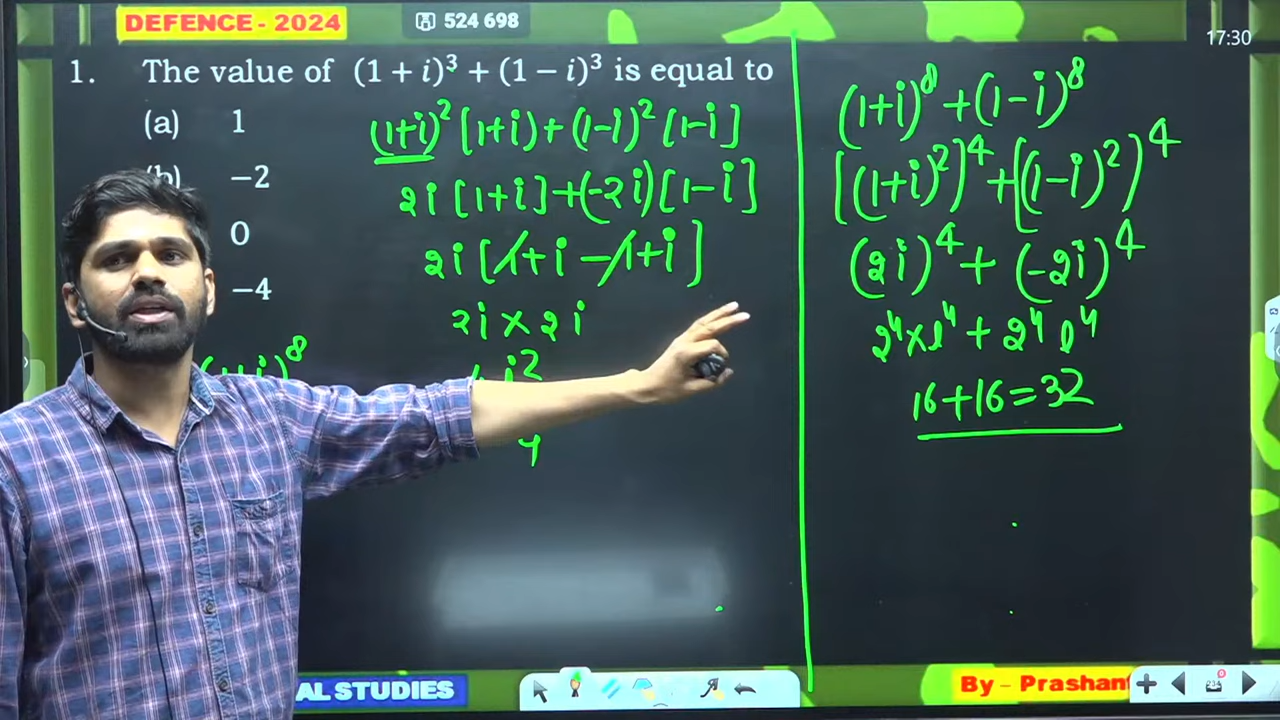 DEFENCE - 2024
524 698
17:30
1. The value of (1 + i)³ + (1 − i)³ is equal to
(a) 1
(b) −2
0
−4
(1+i)² [1+i) + (1-i)² [1-i]
2i [1+i] + (-2i) [1-i]
2i [1+i - 1+i]
2i × 2i
i²
4
)⁸
(1+i)⁸ + (1-i)⁸
[(1+i)²)⁴ + [(1-i)²)⁴
(2i)⁴ + (-2i)⁴
2⁴×i⁴ + 2⁴ i⁴
16+16=32
AL STUDIES
By – Prashant